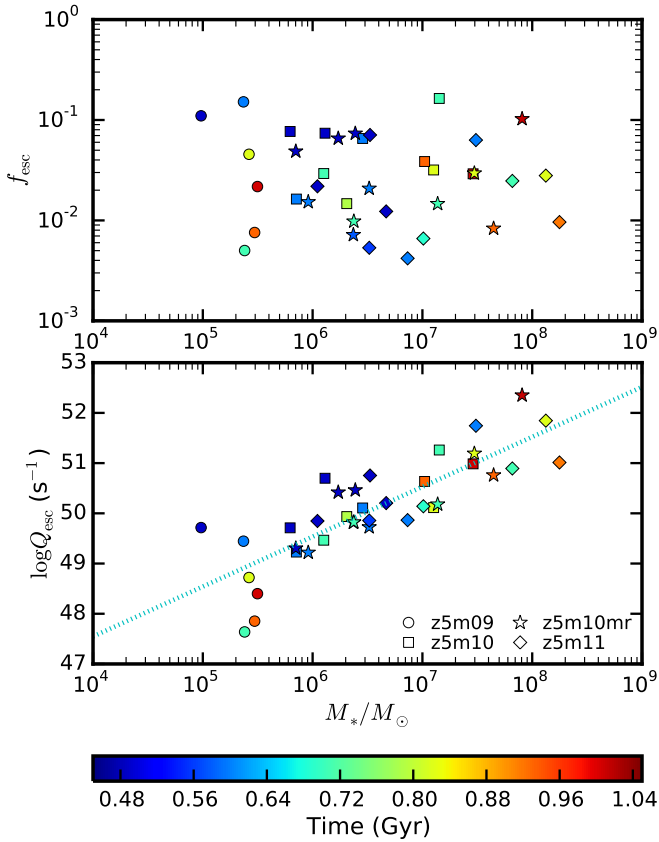 10^0
10^-1
f_esc
10^-2
10^-3
10^4 10^5 10^6 10^7 10^8 10^9
53
52
51
log Q_esc (s^-1)
50
49
48
47
z5m09 z5m10mr
z5m10 z5m11
10^4 10^5 10^6 10^7 10^8 10^9
M_*/M_⊙
0.48 0.56 0.64 0.72 0.80 0.88 0.96 1.04
Time (Gyr)